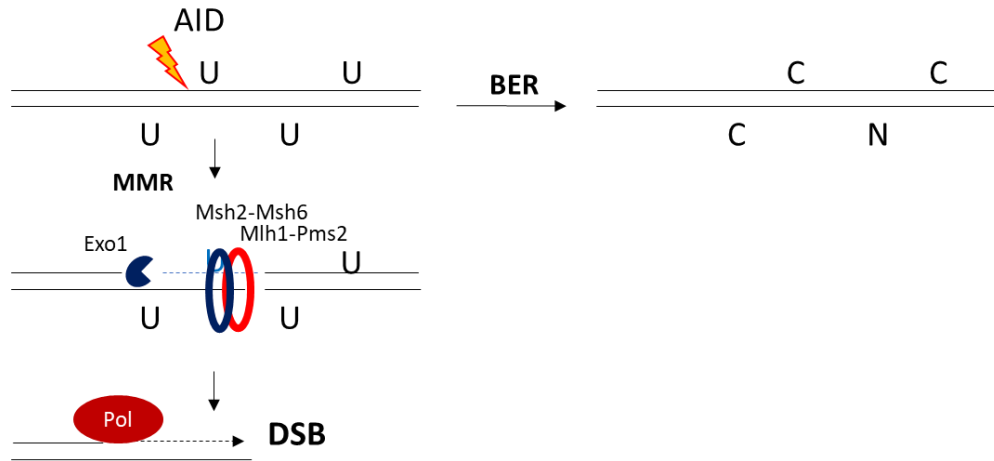 AID
U U
BER
C C
U U
C N
MMR
Msh2-Msh6
Mlh1-Pms2
Exo1
U U
U U
Pol
DSB